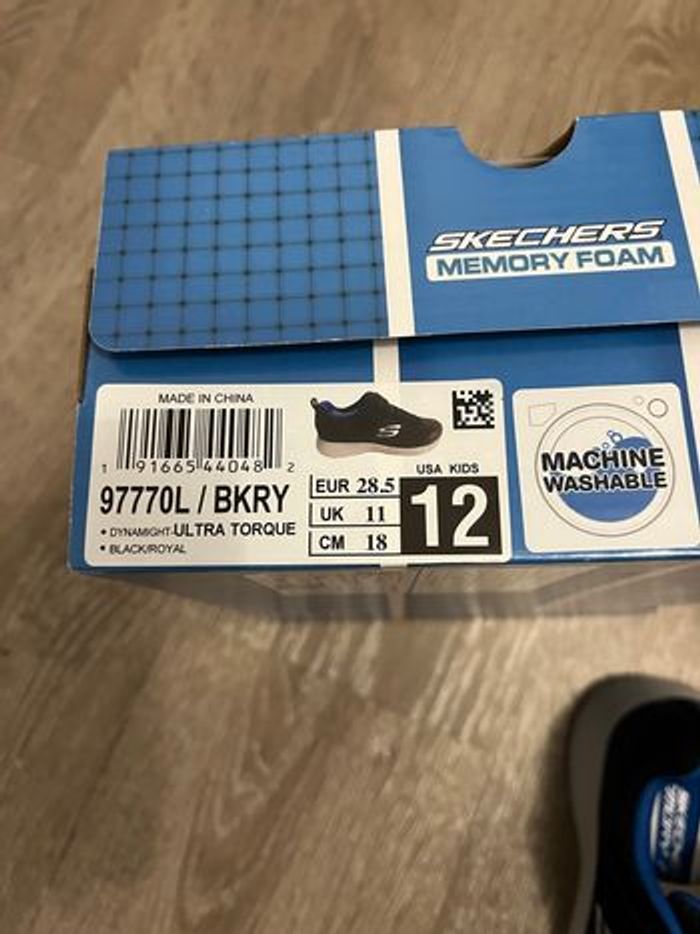 SKECHERS
MEMORY FOAM
MADE IN CHINA
1 91665 44048 2
97770L / BKRY
• DYNAMIGHT-ULTRA TORQUE
• BLACK/ROYAL
S
EUR 28.5
UK 11
CM 18
USA KIDS
12
MACHINE
WASHABLE